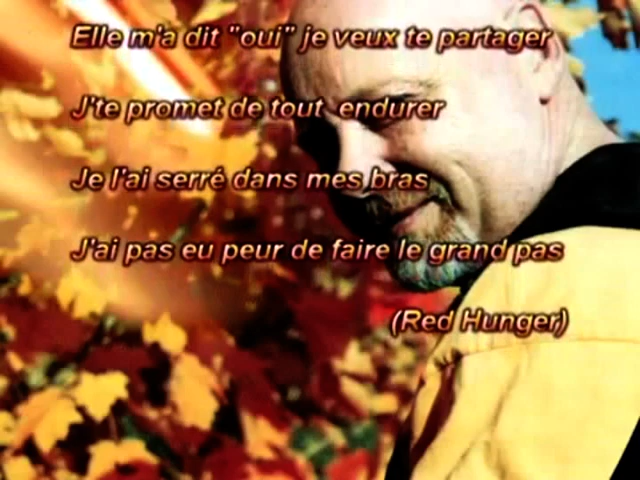 Elle m'a dit "oui" je veux te partager
J'te promet de tout endurer
Je l'ai serré dans mes bras
J'ai pas eu peur de faire le grand pas
(Red Hunger)